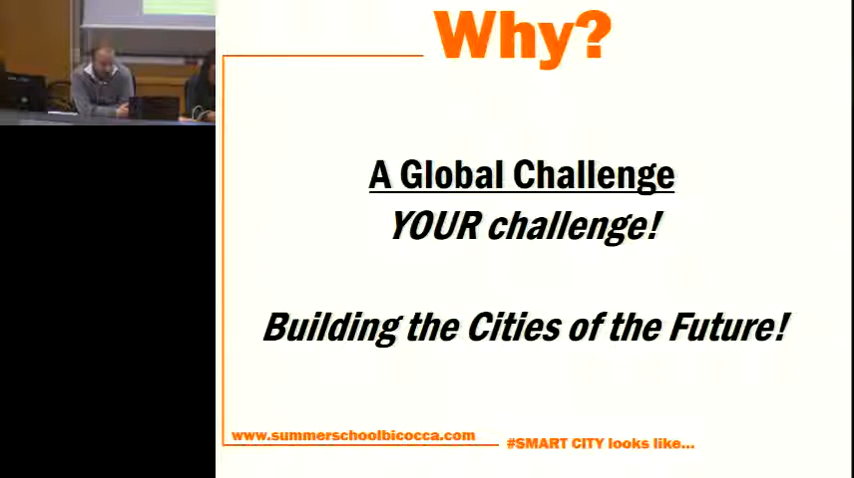 Why?
A Global Challenge
YOUR challenge!
Building the Cities of the Future!
www.summerschoolbicocca.com
#SMART CITY looks like...